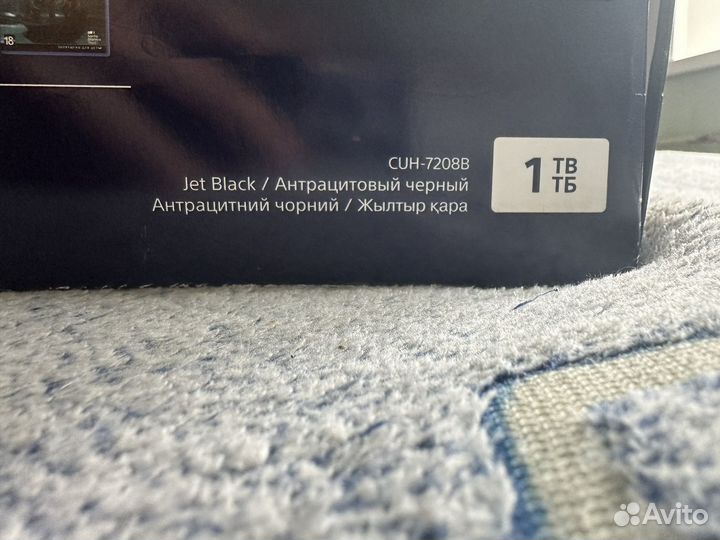 18
CUH-7208B
Jet Black / Антрацитовый черный
Антрацитний чорний / Жылтыр қара
1 TB
ТБ
Avito